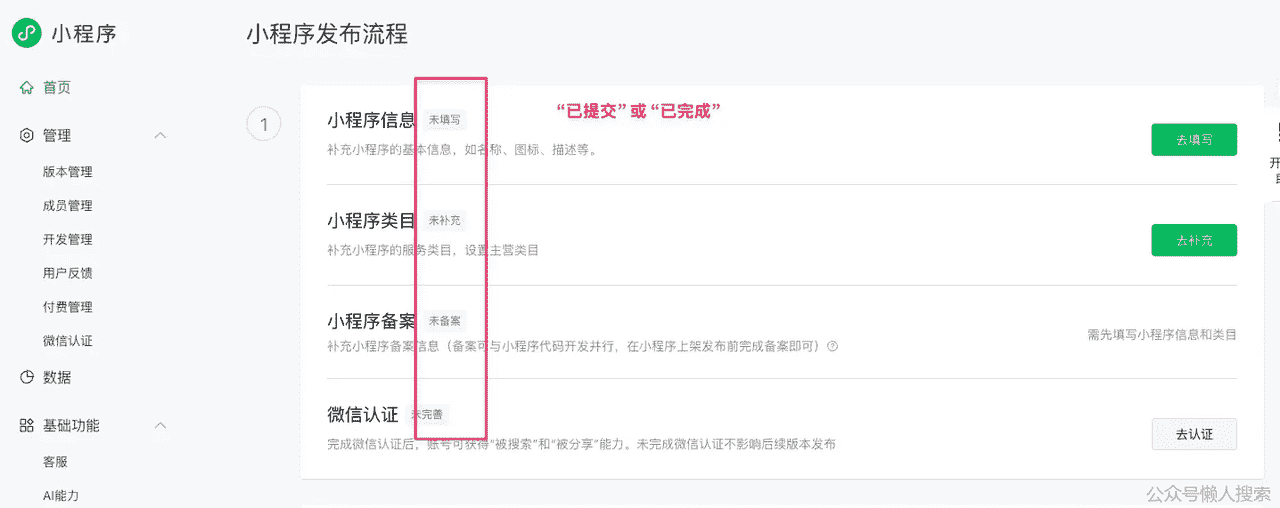 小程序
小程序发布流程
首页
管理
版本管理
成员管理
开发管理
用户反馈
付费管理
微信认证
数据
基础功能
客服
AI能力
1
小程序信息 未填写
“已提交” 或 “已完成”
补充小程序的基本信息，如名称、图标、描述等。
去填写
小程序类目 未补充
补充小程序的服务类目，设置主营类目
去补充
小程序备案 未备案
补充小程序备案信息（备案可与小程序代码开发并行，在小程序上架发布前完成备案即可）
需先填写小程序信息和类目
微信认证 未完善
完成微信认证后，账号可获得“被搜索”和“被分享”能力。未完成微信认证不影响后续版本发布
去认证
开
公众号懒人搜索